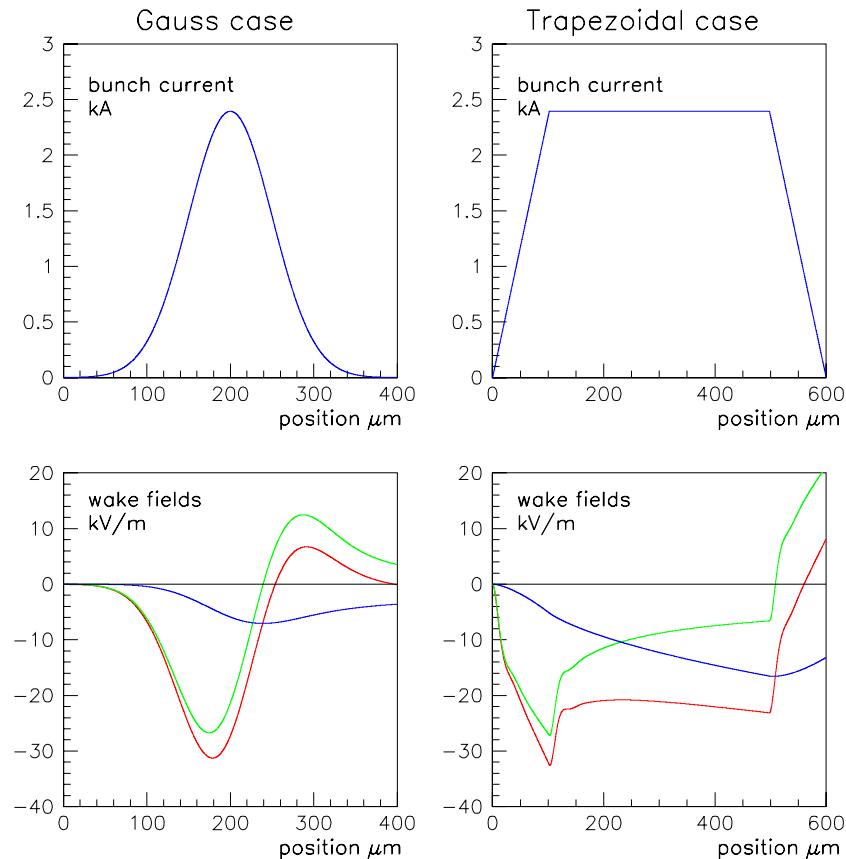 Gauss case
Trapezoidal case
3
2.5
2
1.5
1
0.5
0
bunch current
kA
0 100 200 300 400
position μm
3
2.5
2
1.5
1
0.5
0
bunch current
kA
0 200 400 600
position μm
20
10
0
−10
−20
−30
−40
wake fields
kV/m
0 100 200 300 400
position μm
20
10
0
−10
−20
−30
−40
wake fields
kV/m
0 200 400 600
position μm